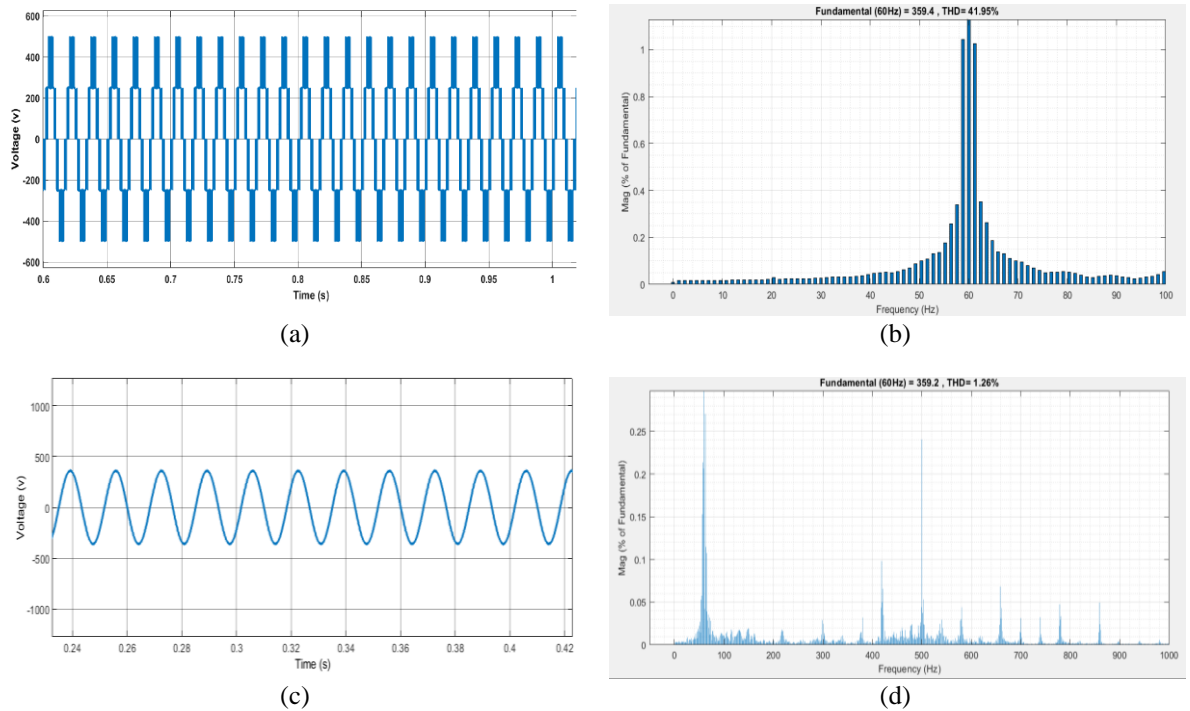 600
400
200
0
-200
-400
-600
Voltage (v)
0.6 0.65 0.7 0.75 0.8 0.85 0.9 0.95 1
Time (s)
(a)
Fundamental (60Hz) = 359.4 , THD= 41.95%
1
0.8
0.6
0.4
0.2
0
Mag (% of Fundamental)
0 10 20 30 40 50 60 70 80 90 100
Frequency (Hz)
(b)
1000
500
0
-500
-1000
Voltage (v)
0.24 0.26 0.28 0.3 0.32 0.34 0.36 0.38 0.4 0.42
Time (s)
(c)
Fundamental (60Hz) = 359.2 , THD= 1.26%
0.25
0.2
0.15
0.1
0.05
0
Mag (% of Fundamental)
0 100 200 300 400 500 600 700 800 900 1000
Frequency (Hz)
(d)